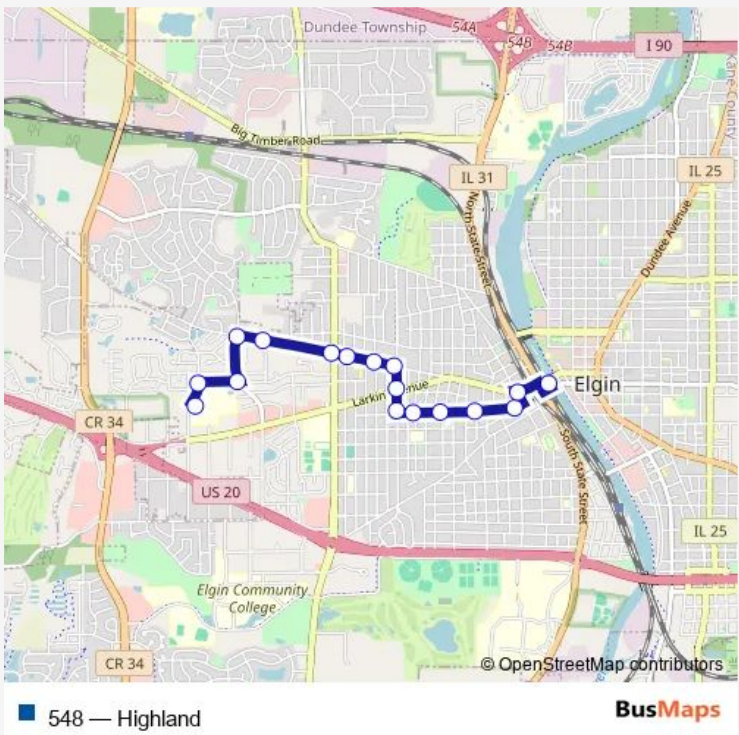 Dundee Township
54A
54B
54B
I 90
Kane County
Big Timber Road
IL 31
IL 25
North State Street
Dundee Avenue
Larkin Avenue
Elgin
CR 34
US 20
South State Street
IL 25
Elgin Community
College
CR 34
© OpenStreetMap contributors
548 — Highland
BusMaps